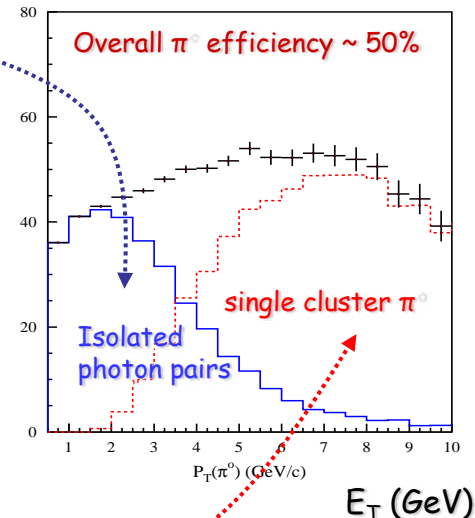 80
Overall π° efficiency ~ 50%
60
40
single cluster π°
Isolated
photon pairs
20
0
1 2 3 4 5 6 7 8 9 10
P_T(π°) (GeV/c)
E_T (GeV)